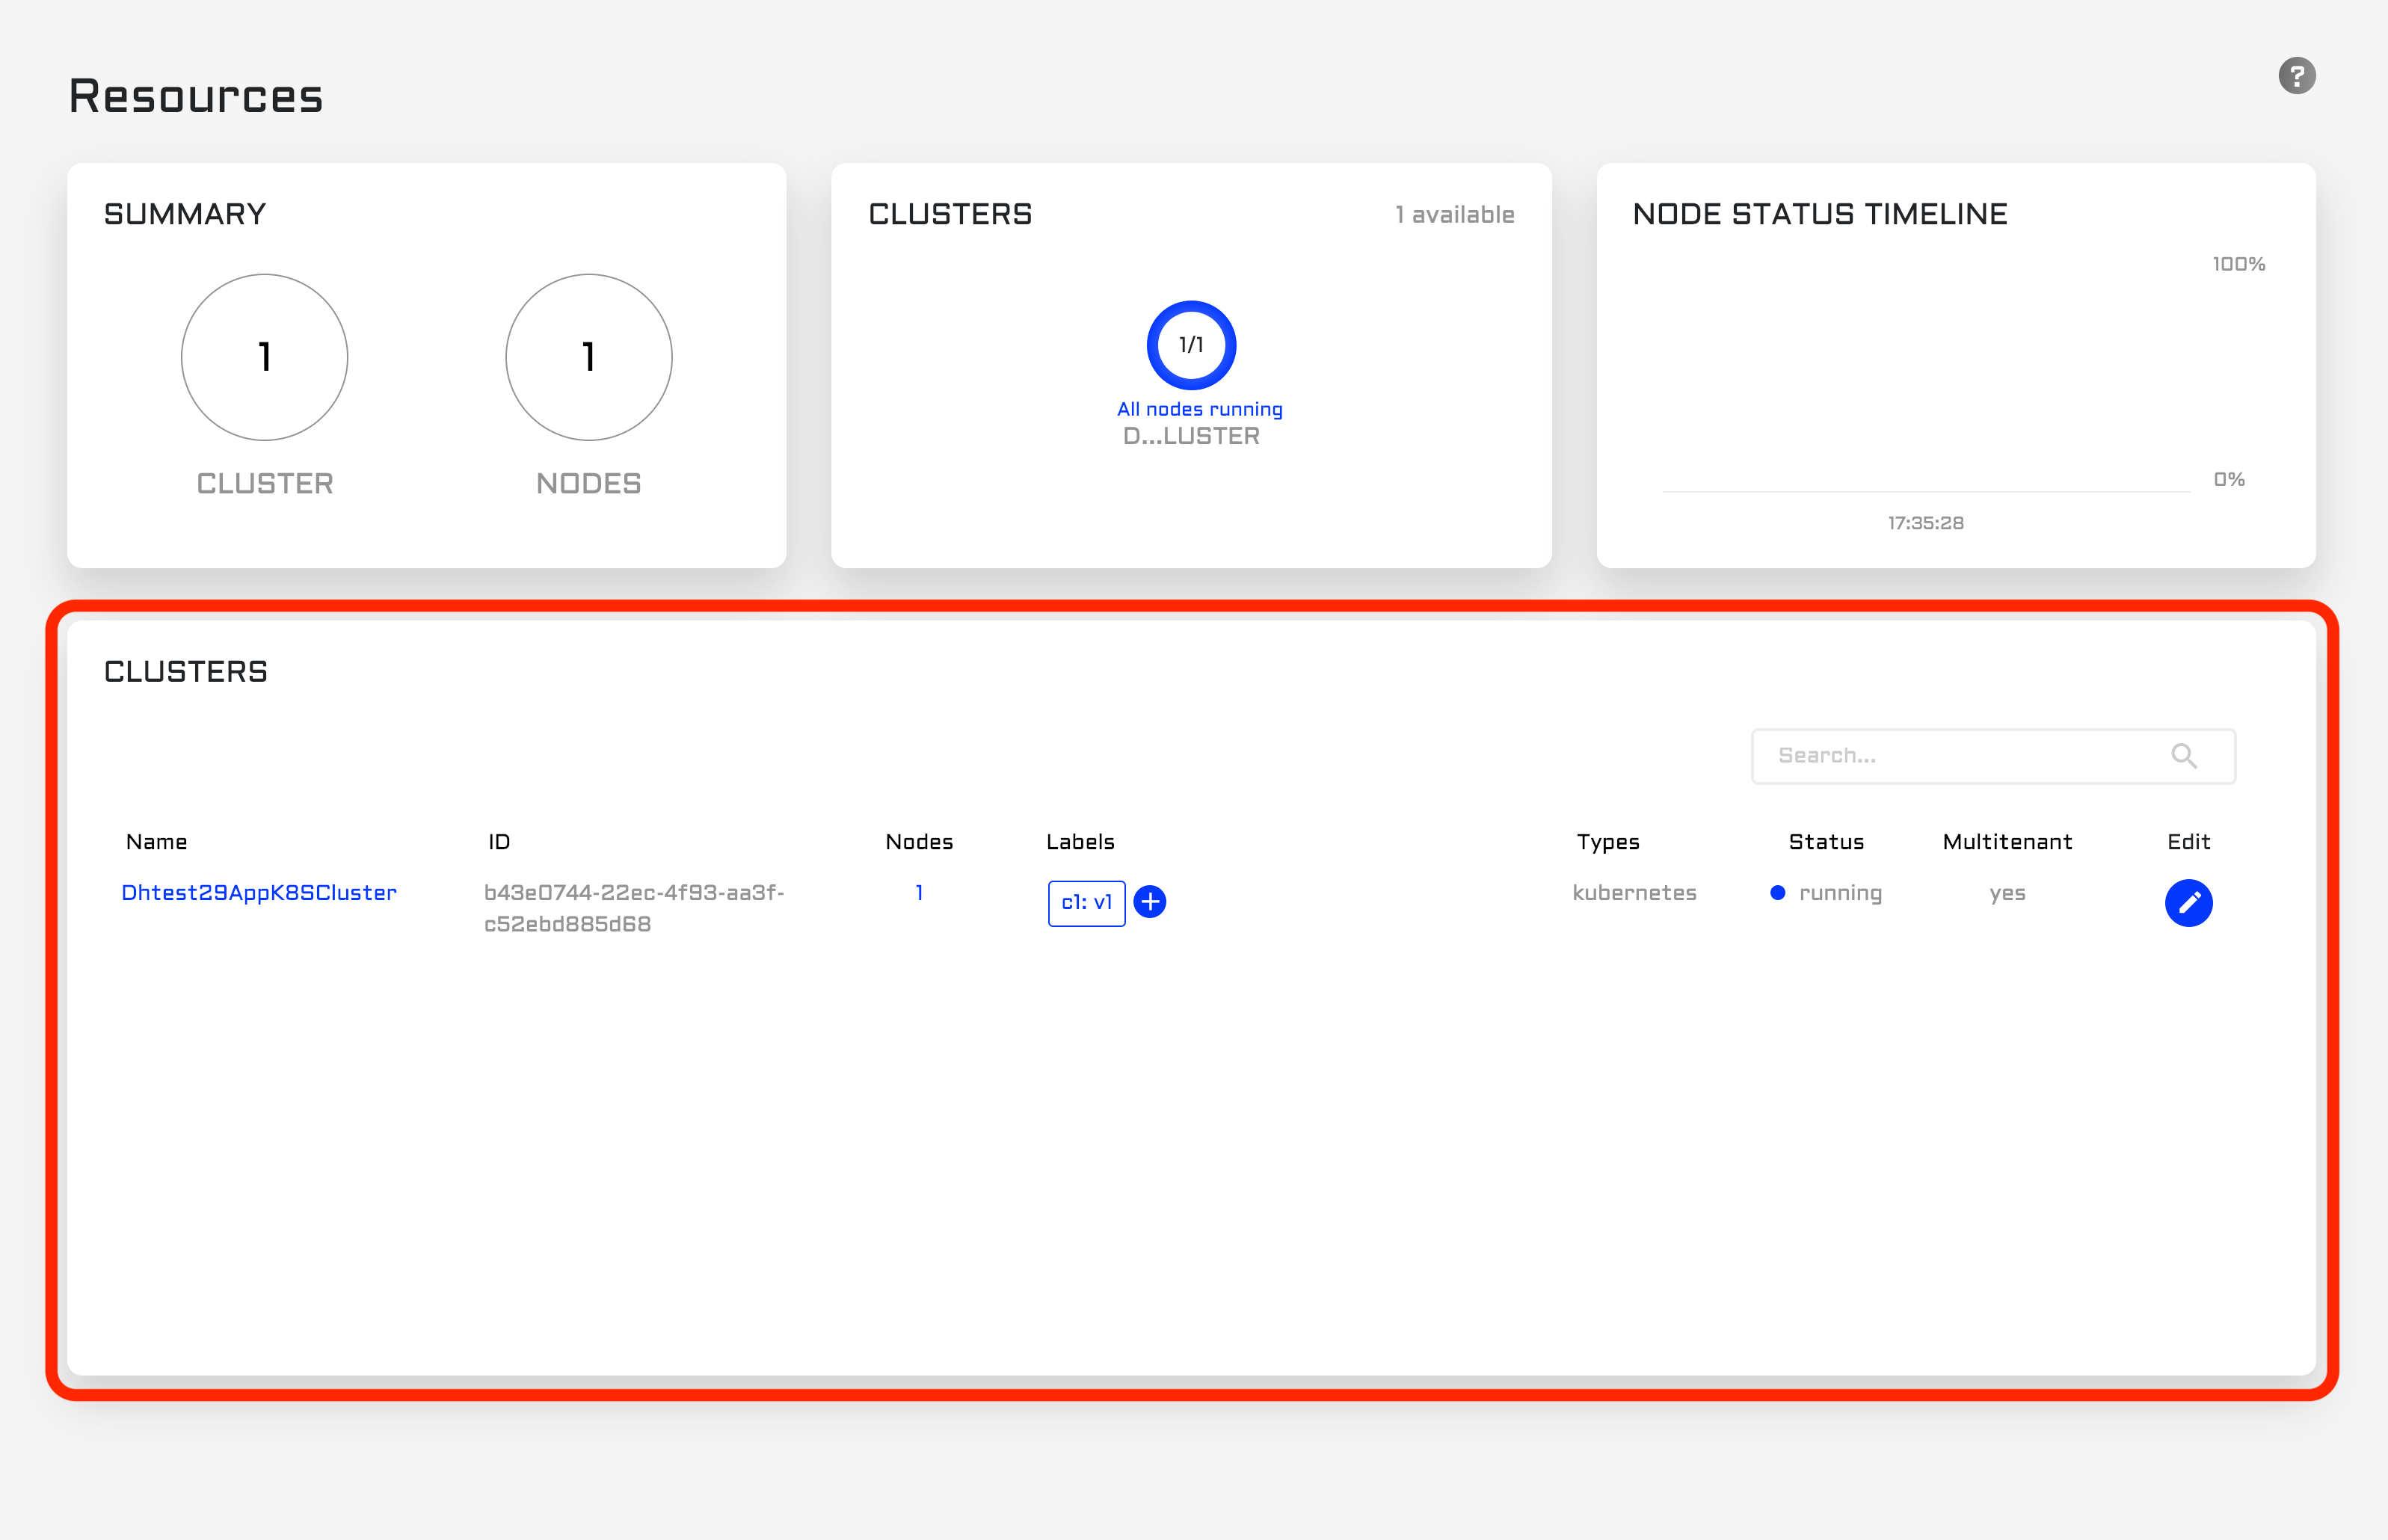 Resources
?
SUMMARY
1
CLUSTER
1
NODES
CLUSTERS
1 available
1/1
All nodes running
D...LUSTER
NODE STATUS TIMELINE
100%
0%
17:35:28
CLUSTERS
Search...
Name ID Nodes Labels Types Status Multitenant Edit
Dhtest29AppK8SCluster b43e0744-22ec-4f93-aa3f- 1 c1: v1 kubernetes running yes
c52ebd885d68